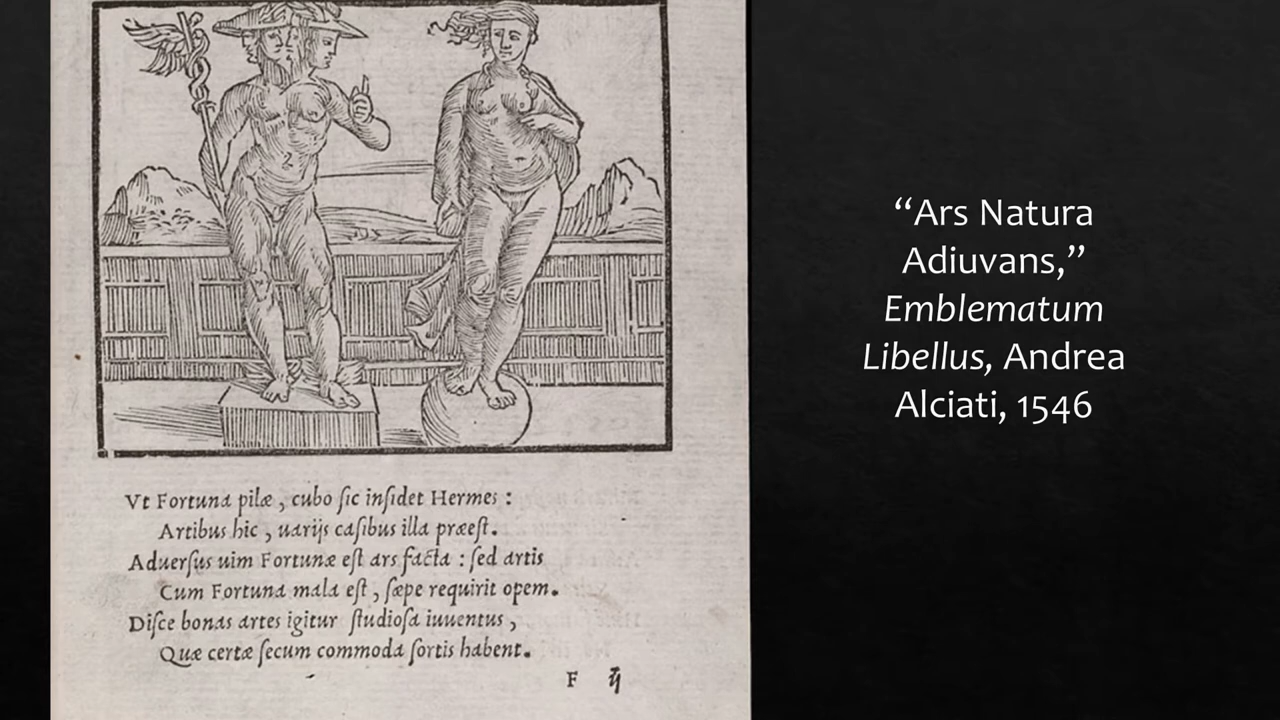 Vt Fortuna pilæ, cubo ſic inſidet Hermes:
Artibus hic, uarijs caſibus illa præeſt.
Aduerſus uim Fortunæ eſt ars facta: ſed artis
Cum Fortuna mala eſt, ſæpe requirit opem.
Diſce bonas artes igitur ſtudioſa iuuentus,
Quæ certæ ſecum commoda ſortis habent.
F
“Ars Natura
Adiuvans,”
Emblematum
Libellus, Andrea
Alciati, 1546